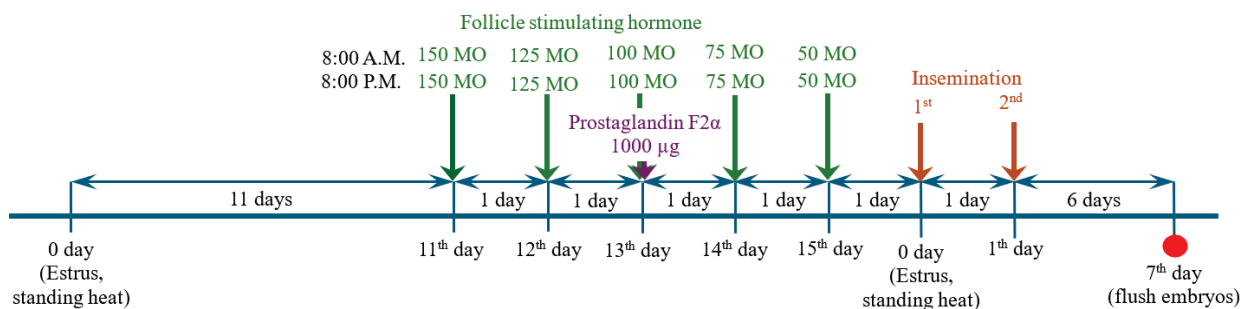 Follicle stimulating hormone
8:00 A.M. 150 MO 125 MO 100 MO 75 MO 50 MO
8:00 P.M. 150 MO 125 MO 100 MO 75 MO 50 MO
Insemination
1st 2nd
Prostaglandin F2α
1000 µg
11 days 1 day 1 day 1 day 1 day 1 day 1 day 6 days
0 day 11th day 12th day 13th day 14th day 15th day 0 day 1th day 7th day
(Estrus, (Estrus, (flush embryos)
standing heat) standing heat)